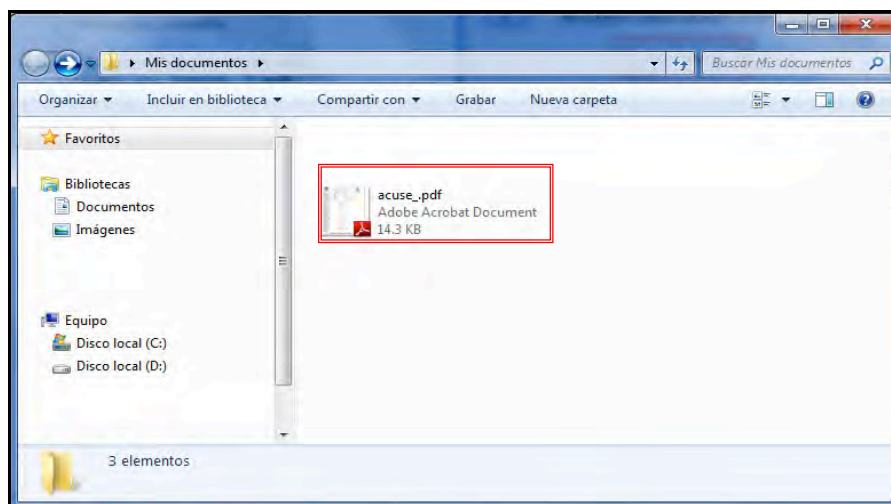 Mis documentos
Buscar Mis documentos
Organizar Incluir en biblioteca Compartir con Grabar Nueva carpeta
Favoritos
Bibliotecas
Documentos
Imágenes
Equipo
Disco local (C:)
Disco local (D:)
acuse_.pdf
Adobe Acrobat Document
14.3 KB
3 elementos